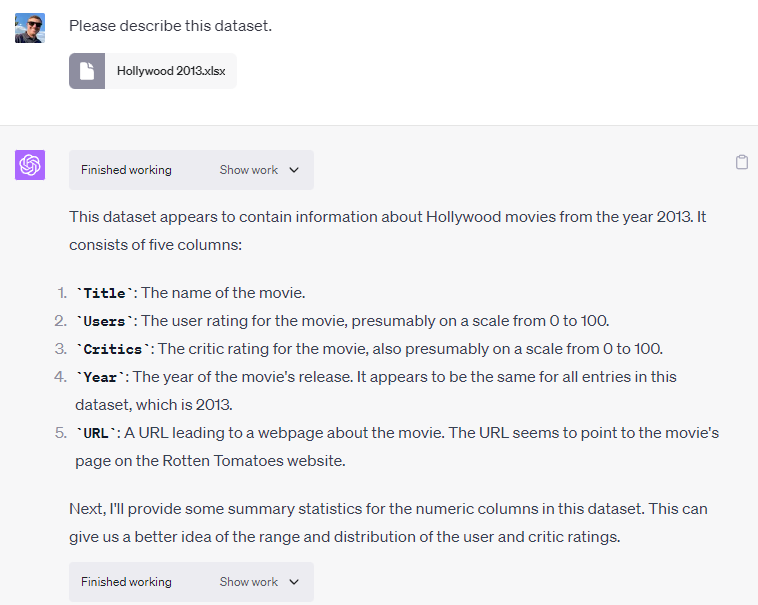 Please describe this dataset.
Hollywood 2013.xlsx
Finished working Show work
This dataset appears to contain information about Hollywood movies from the year 2013. It
consists of five columns:
1. `Title`: The name of the movie.
2. `Users`: The user rating for the movie, presumably on a scale from 0 to 100.
3. `Critics`: The critic rating for the movie, also presumably on a scale from 0 to 100.
4. `Year`: The year of the movie's release. It appears to be the same for all entries in this
dataset, which is 2013.
5. `URL`: A URL leading to a webpage about the movie. The URL seems to point to the movie's
page on the Rotten Tomatoes website.
Next, I'll provide some summary statistics for the numeric columns in this dataset. This can
give us a better idea of the range and distribution of the user and critic ratings.
Finished working Show work